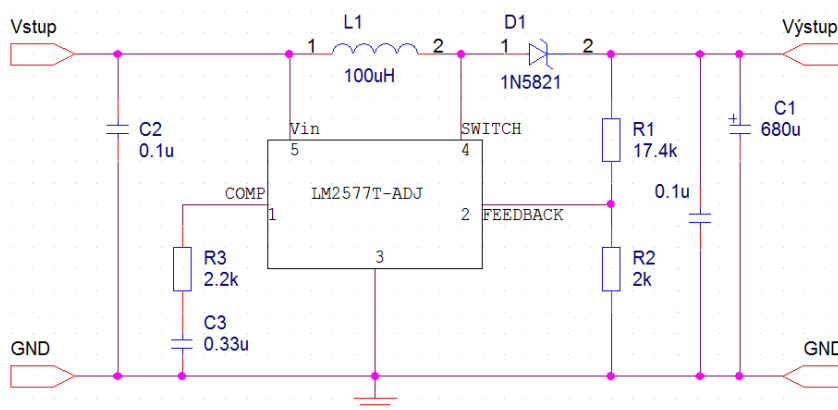 Vstup
L1
D1
Výstup
1
2
1
2
100uH
1N5821
C1
680u
C2
0.1u
Vin
5
SWITCH
4
R1
17.4k
COMP
1
LM2577T-ADJ
2
FEEDBACK
0.1u
3
R3
2.2k
R2
2k
C3
0.33u
GND
GND